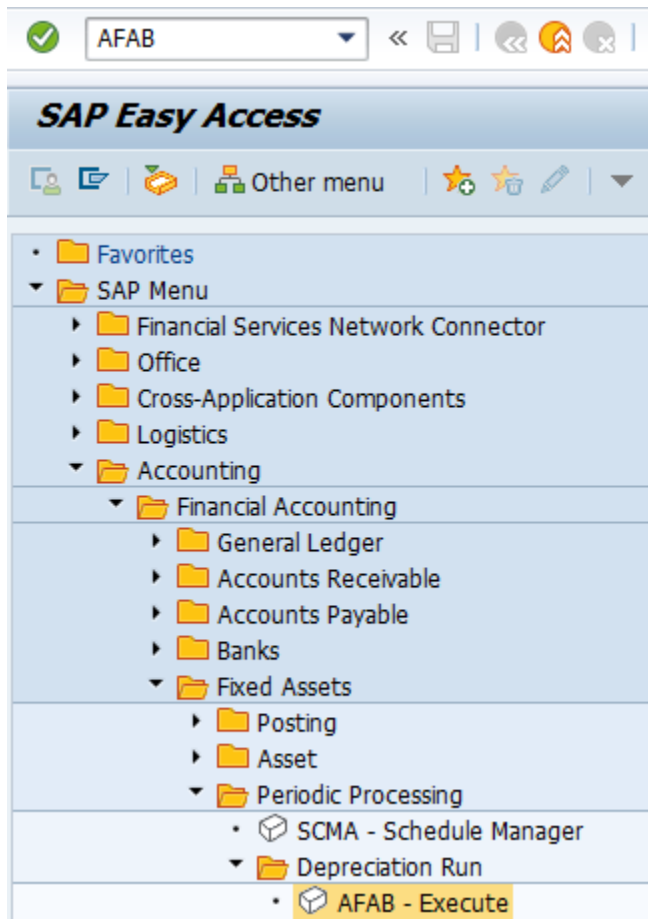 AFAB
SAP Easy Access
Other menu
Favorites
SAP Menu
Financial Services Network Connector
Office
Cross-Application Components
Logistics
Accounting
Financial Accounting
General Ledger
Accounts Receivable
Accounts Payable
Banks
Fixed Assets
Posting
Asset
Periodic Processing
SCMA - Schedule Manager
Depreciation Run
AFAB - Execute